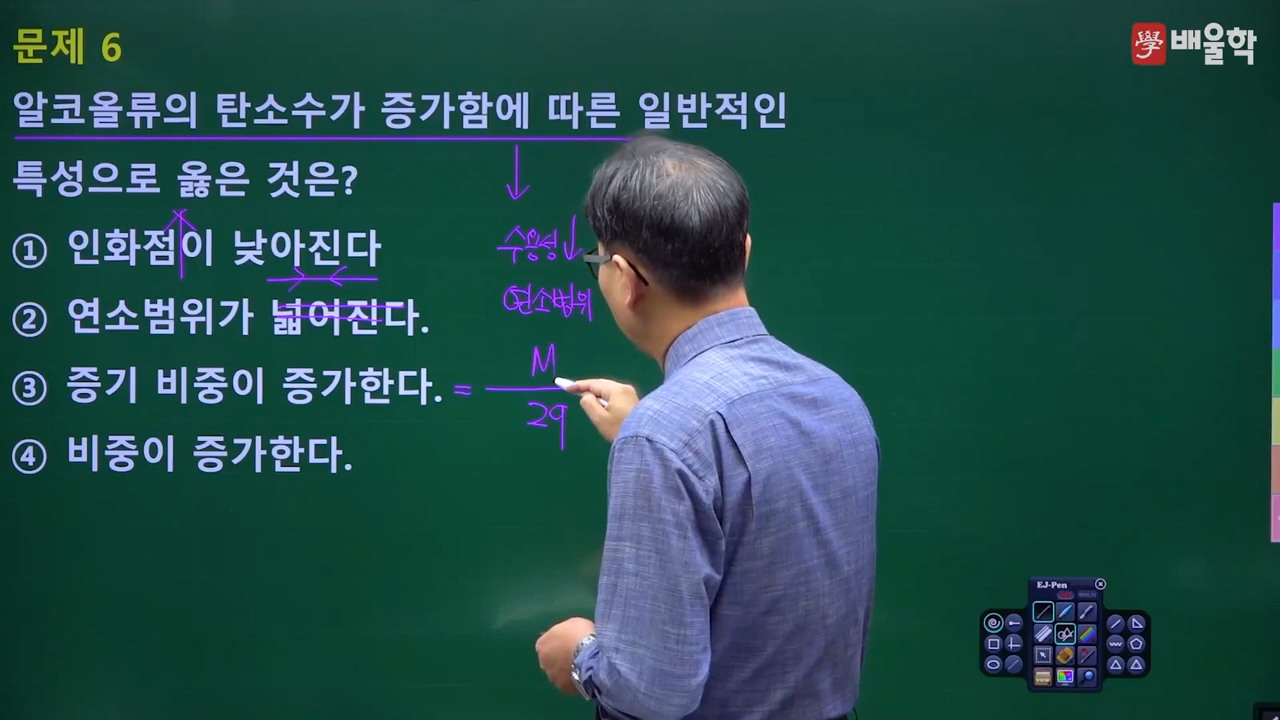 문제 6
學 배울학
알코올류의 탄소수가 증가함에 따른 일반적인
특성으로 옳은 것은?
① 인화점이 낮아진다
② 연소범위가 넓어진다.
③ 증기 비중이 증가한다. = M
29
④ 비중이 증가한다.
수용성↓
연소범위
EJ-Pen